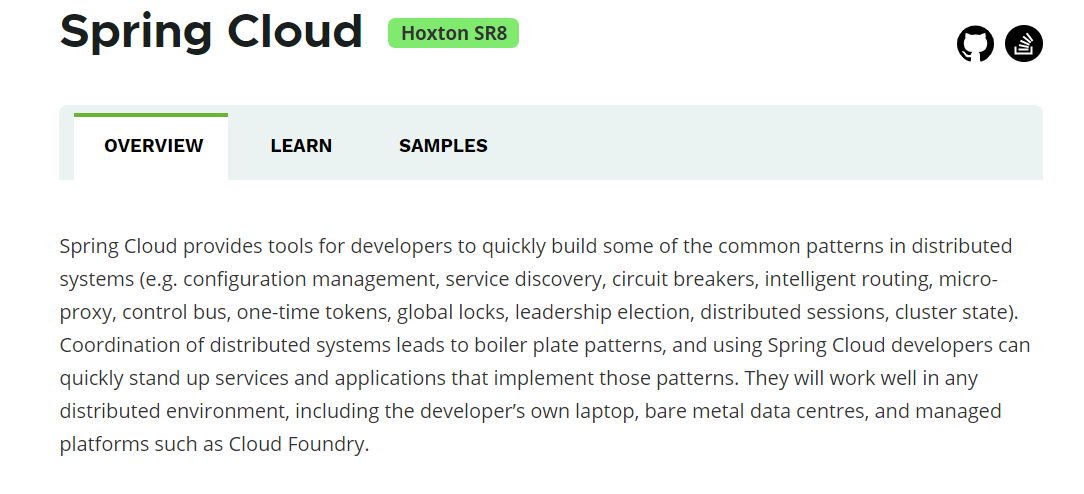 Spring Cloud Hoxton SR8
OVERVIEW LEARN SAMPLES
Spring Cloud provides tools for developers to quickly build some of the common patterns in distributed
systems (e.g. configuration management, service discovery, circuit breakers, intelligent routing, micro-
proxy, control bus, one-time tokens, global locks, leadership election, distributed sessions, cluster state).
Coordination of distributed systems leads to boiler plate patterns, and using Spring Cloud developers can
quickly stand up services and applications that implement those patterns. They will work well in any
distributed environment, including the developer’s own laptop, bare metal data centres, and managed
platforms such as Cloud Foundry.